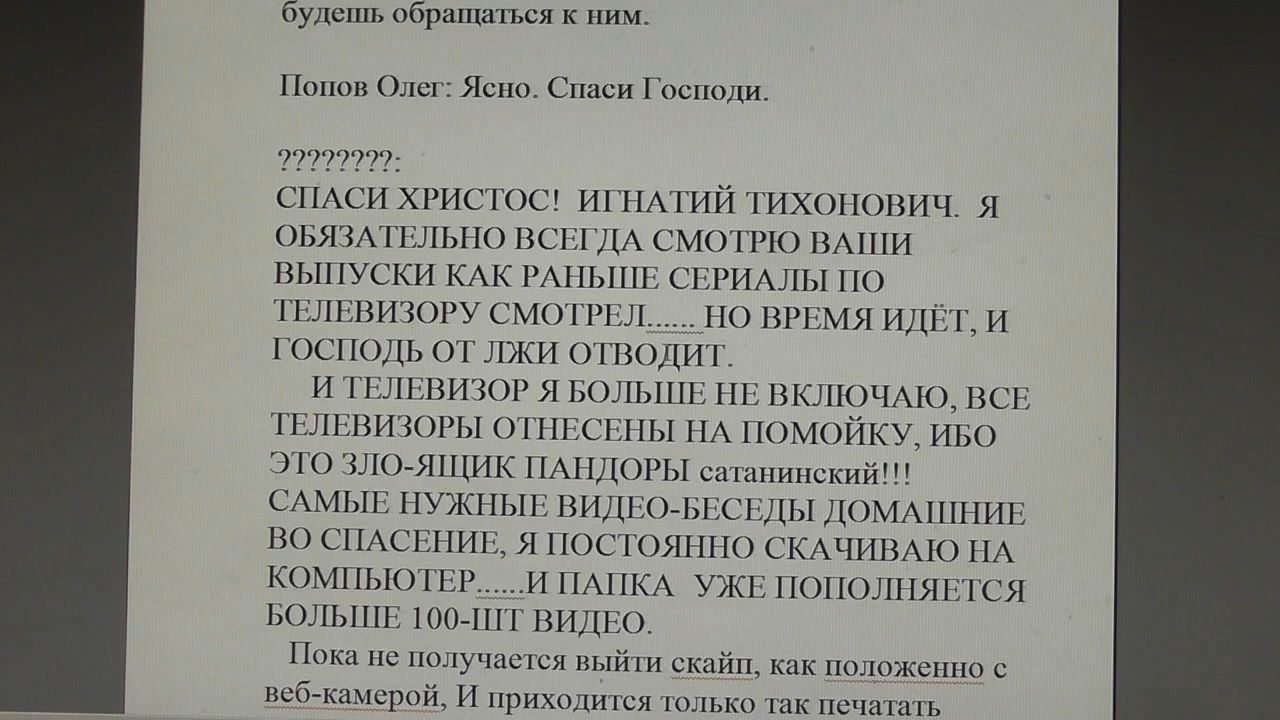 будешь обращаться к ним.
Попов Олег: Ясно. Спаси Господи.
????????:
СПАСИ ХРИСТОС!  ИГНАТИЙ ТИХОНОВИЧ.  Я
ОБЯЗАТЕЛЬНО ВСЕГДА СМОТРЮ ВАШИ
ВЫПУСКИ КАК РАНЬШЕ СЕРИАЛЫ ПО
ТЕЛЕВИЗОРУ СМОТРЕЛ...... НО ВРЕМЯ ИДЁТ, И
ГОСПОДЬ ОТ ЛЖИ ОТВОДИТ.
И ТЕЛЕВИЗОР Я БОЛЬШЕ НЕ ВКЛЮЧАЮ, ВСЕ
ТЕЛЕВИЗОРЫ ОТНЕСЕНЫ НА ПОМОЙКУ, ИБО
ЭТО ЗЛО-ЯЩИК ПАНДОРЫ сатанинский!!!
САМЫЕ НУЖНЫЕ ВИДЕО-БЕСЕДЫ ДОМАШНИЕ
ВО СПАСЕНИЕ, Я ПОСТОЯННО СКАЧИВАЮ НА
КОМПЬЮТЕР......И ПАПКА  УЖЕ ПОПОЛНЯЕТСЯ
БОЛЬШЕ 100-ШТ ВИДЕО.
Пока не получается выйти скайп, как положенно с
веб-камерой, И приходится только так печатать